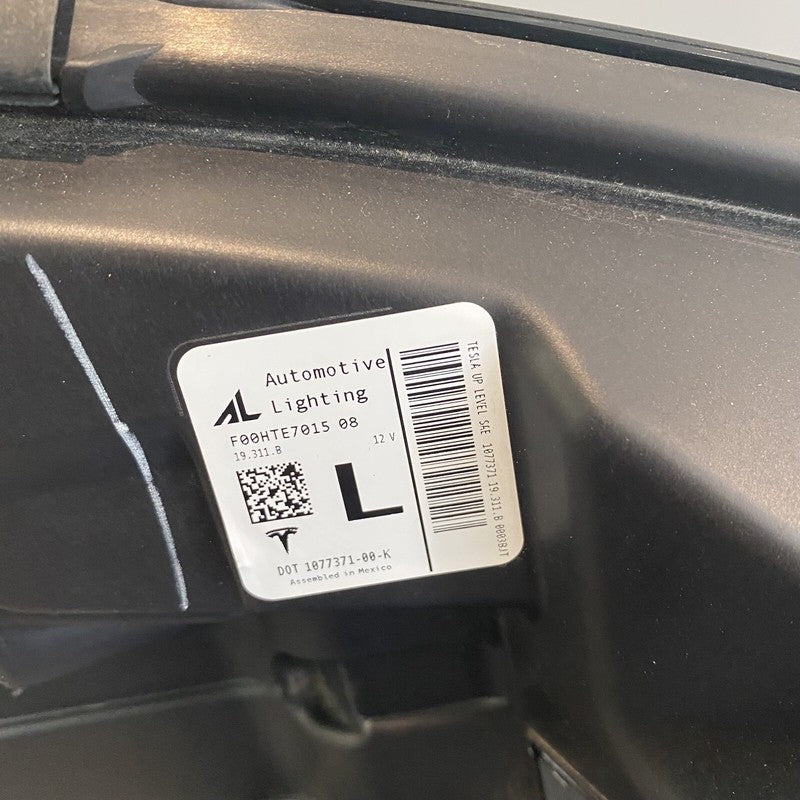 AL Automotive
Lighting
F00HTE7015 08
19.311.B
12 V
L
DOT 1077371-00-K
Assembled in Mexico
TESLA UP LEVEL SAE 1077371 19.311.B 0003BJT